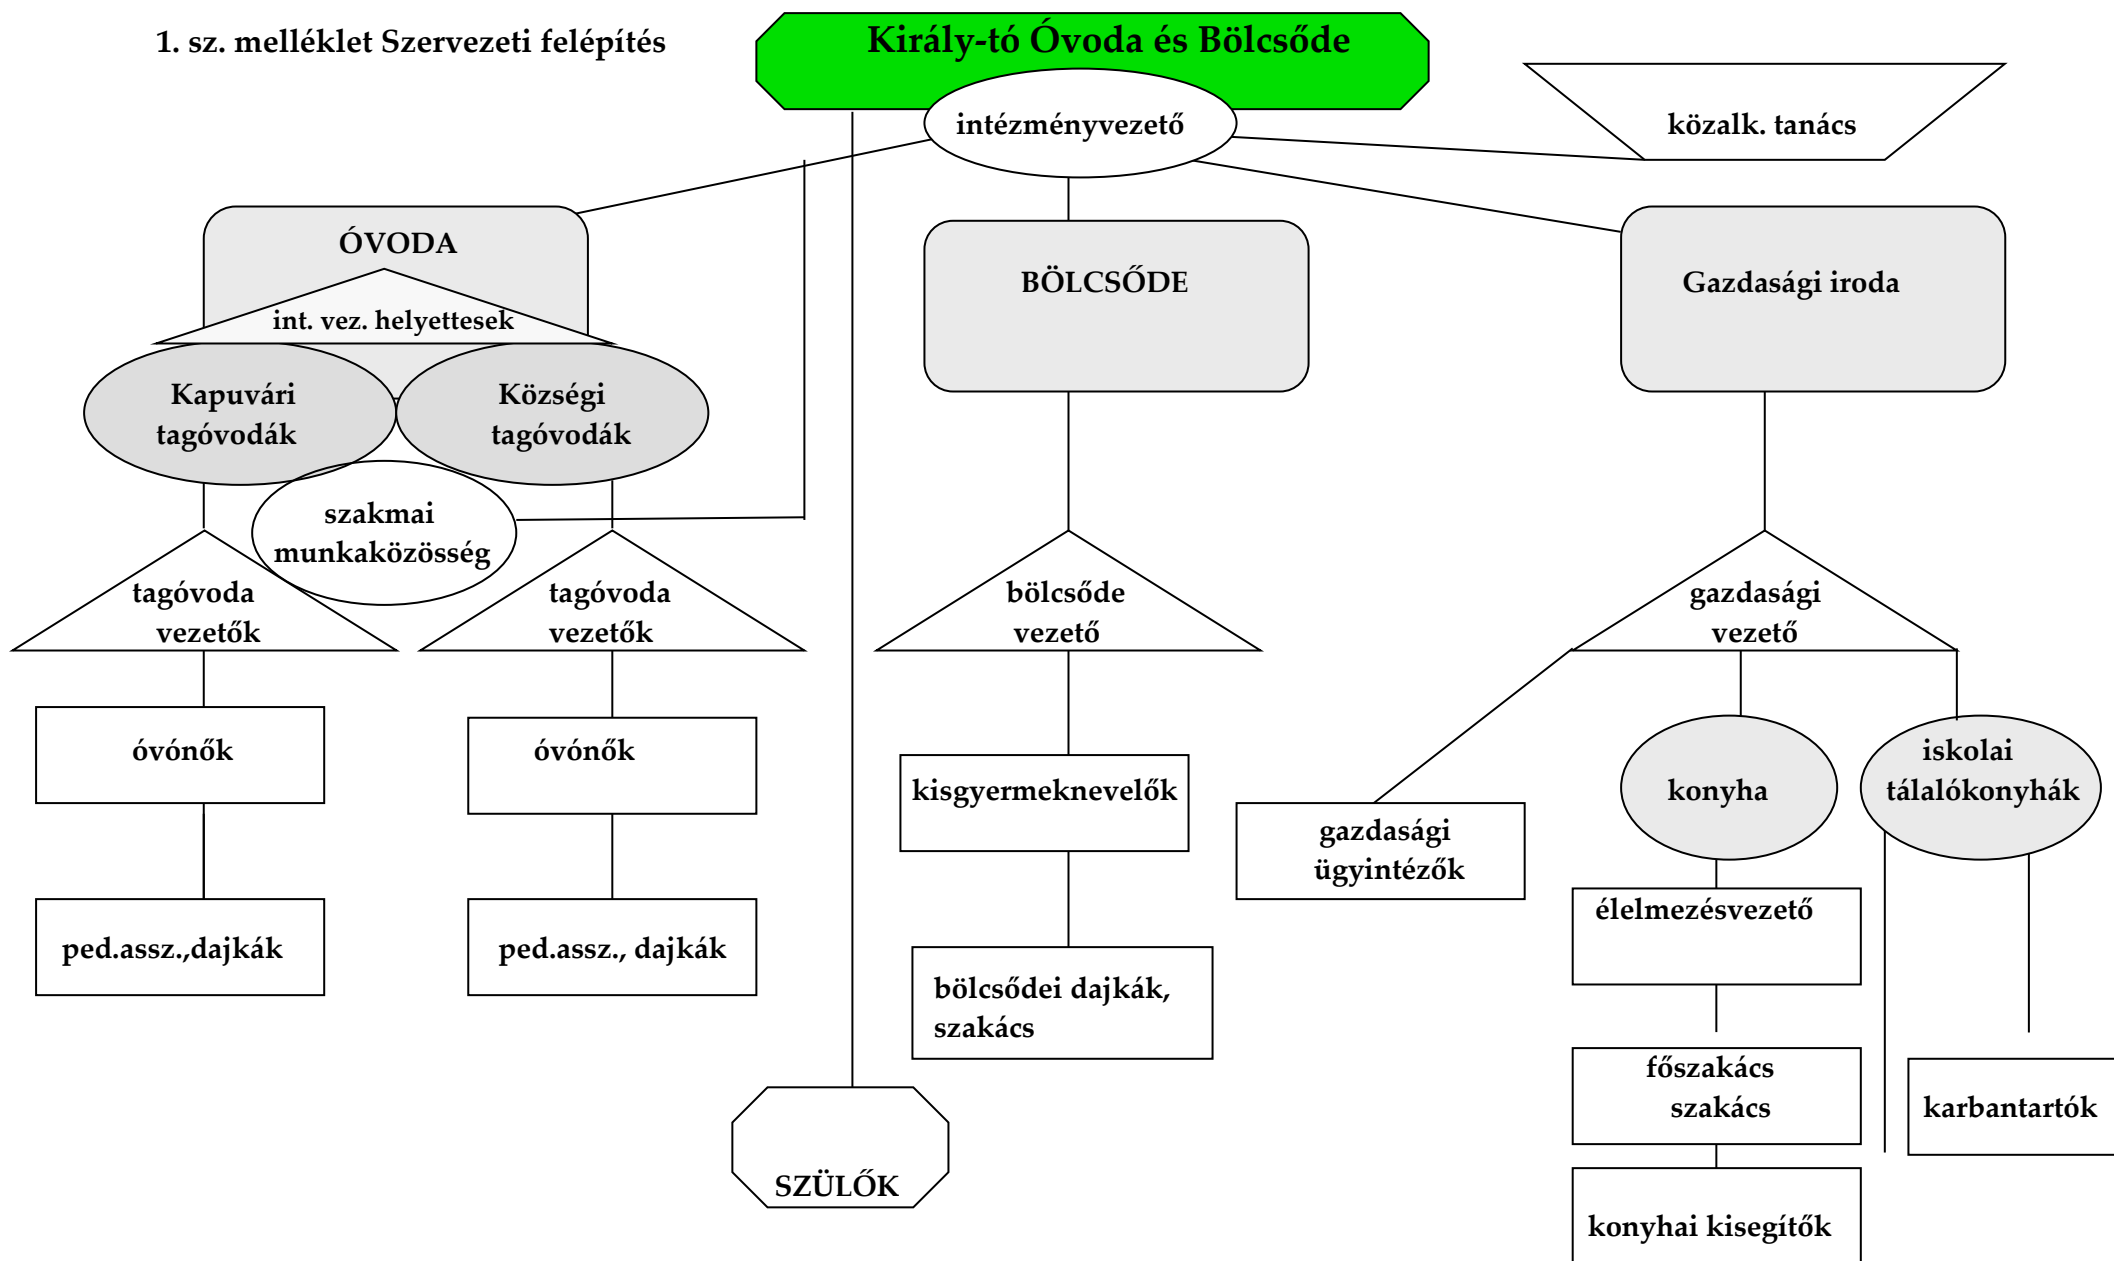 1. sz. melléklet Szervezeti felépítés
Király-tó Óvoda és Bölcsőde
intézményvezető
közalk. tanács
ÓVODA
int. vez. helyettesek
BÖLCSŐDE
Gazdasági iroda
Kapuvári
tagóvodák
Községi
tagóvodák
szakmai
munkaközösség
tagóvoda
vezetők
tagóvoda
vezetők
bölcsőde
vezető
gazdasági
vezető
óvónők
óvónők
kisgyermeknevelők
gazdasági
ügyintézők
konyha
iskolai
tálalókonyhák
ped.assz.,dajkák
ped.assz., dajkák
bölcsődei dajkák,
szakács
élelmezésvezető
főszakács
szakács
karbantartók
SZÜLŐK
konyhai kisegítők